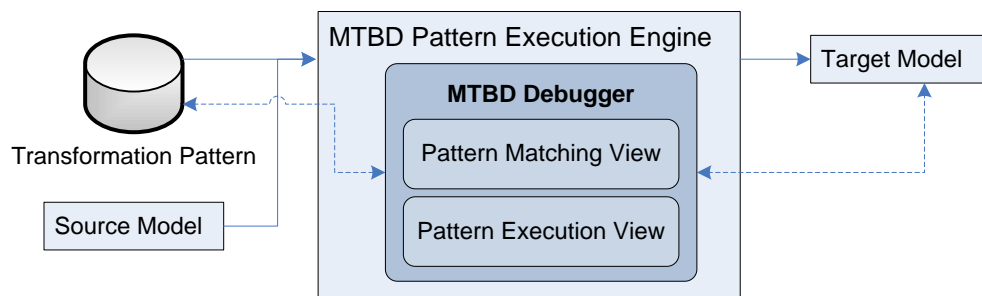 MTBD Pattern Execution Engine
MTBD Debugger
Pattern Matching View
Pattern Execution View
Transformation Pattern
Source Model
Target Model